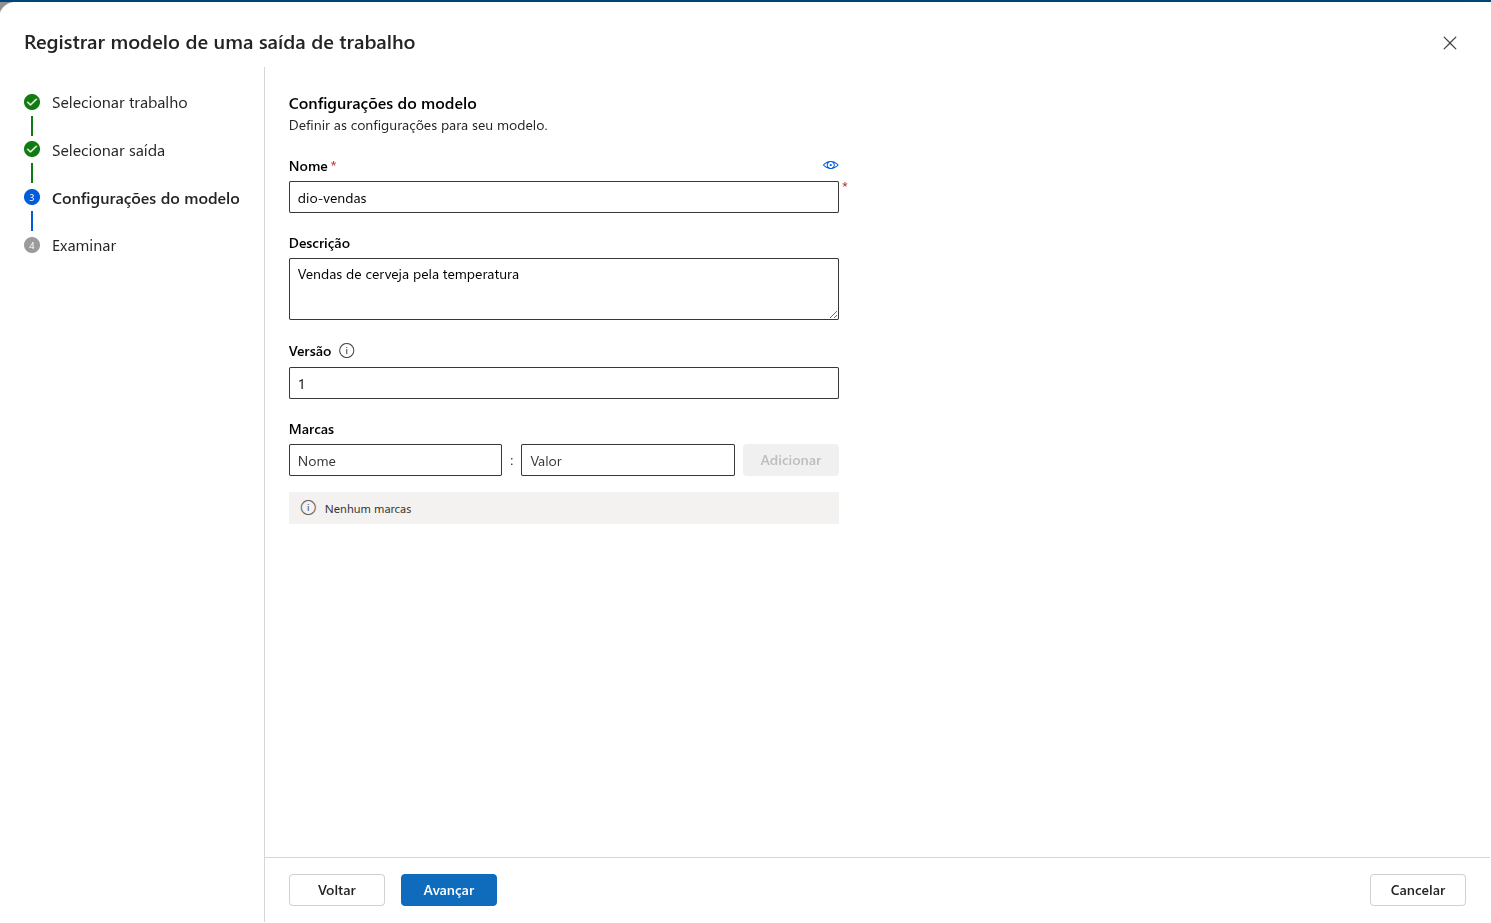 Registrar modelo de uma saída de trabalho
Selecionar trabalho
Selecionar saída
3 Configurações do modelo
4 Examinar
Configurações do modelo
Definir as configurações para seu modelo.
Nome *
dio-vendas *
Descrição
Vendas de cerveja pela temperatura
Versão
1
Marcas
Nome : Valor Adicionar
Nenhum marcas
Voltar Avançar Cancelar